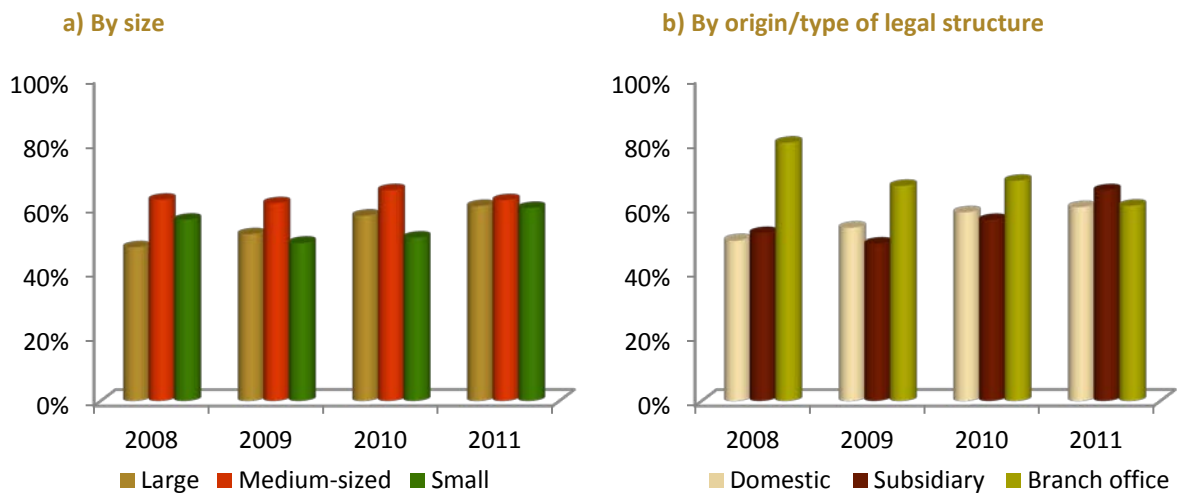 a) By size
100%
80%
60%
40%
20%
0%
2008 2009 2010 2011
Large Medium-sized Small
b) By origin/type of legal structure
100%
80%
60%
40%
20%
0%
2008 2009 2010 2011
Domestic Subsidiary Branch office